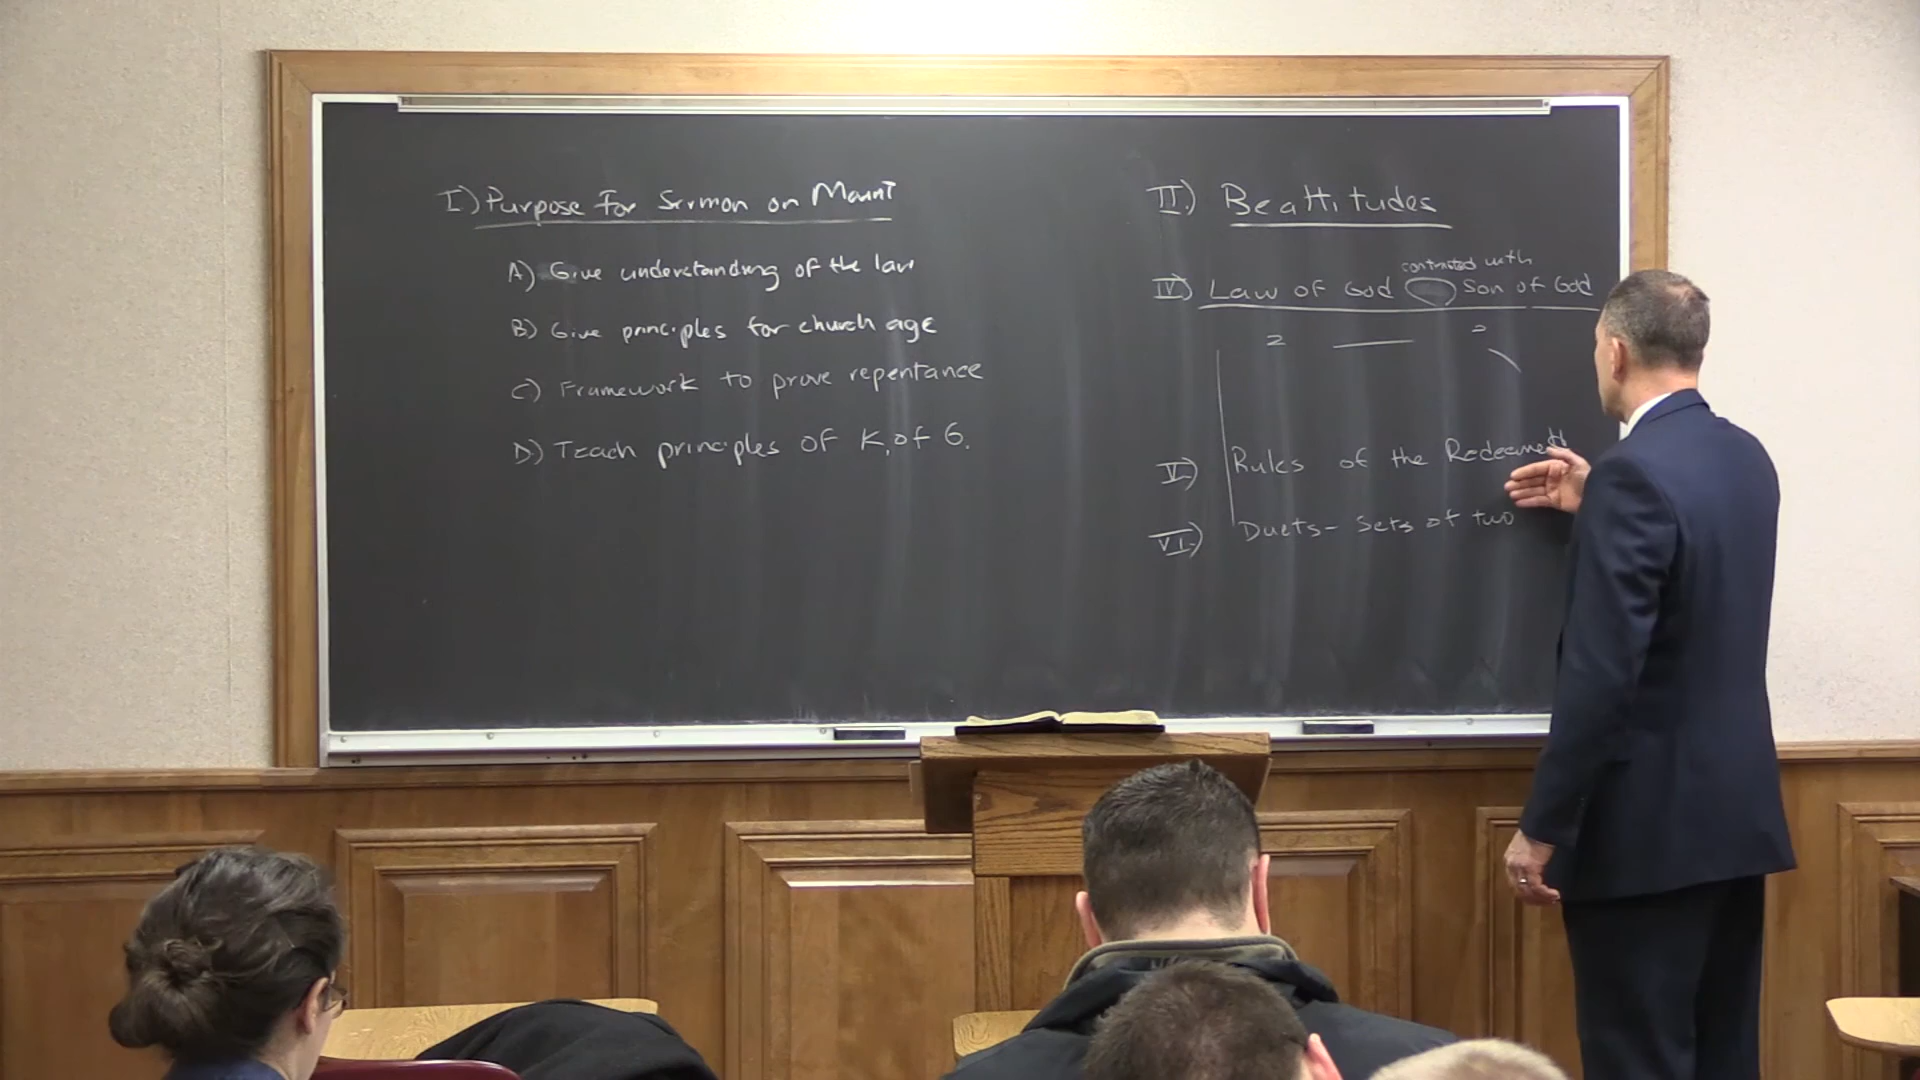 I) Purpose For Sermon on Mount
A) Give understanding of the law
B) Give principles for church age
C) Framework to prove repentance
D) Teach principles of K. of G.
II.) Beattitudes
contrasted with
IV) Law of God Son of God
2
V) Rules of the
VI.) Duets - Sets of two